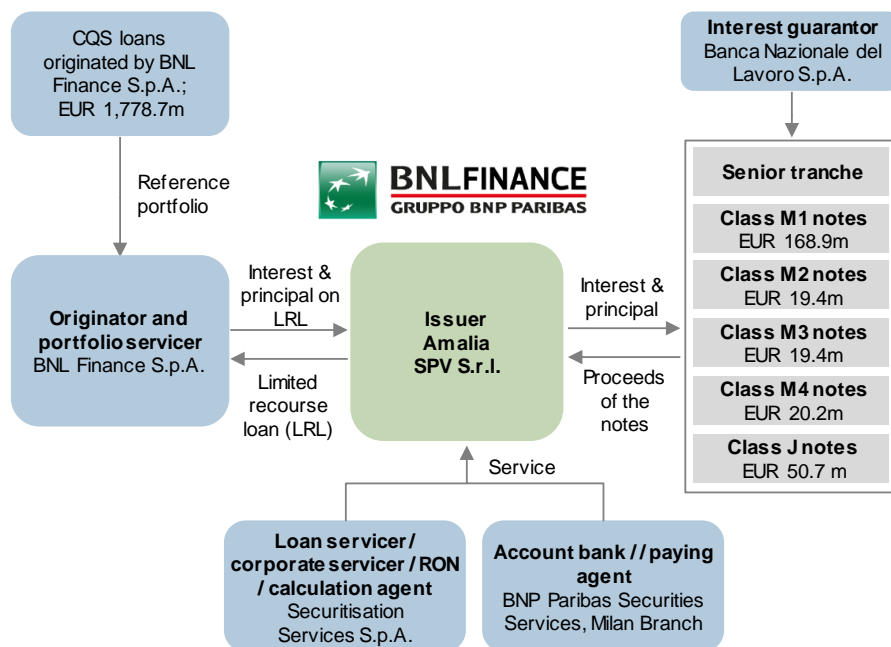 CQS loans
originated by BNL
Finance S.p.A.;
EUR 1,778.7m
Interest guarantor
Banca Nazionale del
Lavoro S.p.A.
Reference
portfolio
BNLFINANCE
GRUPPO BNP PARIBAS
Senior tranche
Class M1 notes
EUR 168.9m
Class M2 notes
EUR 19.4m
Class M3 notes
EUR 19.4m
Class M4 notes
EUR 20.2m
Class J notes
EUR 50.7 m
Originator and
portfolio servicer
BNL Finance S.p.A.
Interest &
principal on
LRL
Limited
recourse
loan (LRL)
Issuer
Amalia
SPV S.r.l.
Interest &
principal
Proceeds
of the
notes
Service
Loan servicer /
corporate servicer / RON
/ calculation agent
Securitisation
Services S.p.A.
Account bank / / paying
agent
BNP Paribas Securities
Services, Milan Branch